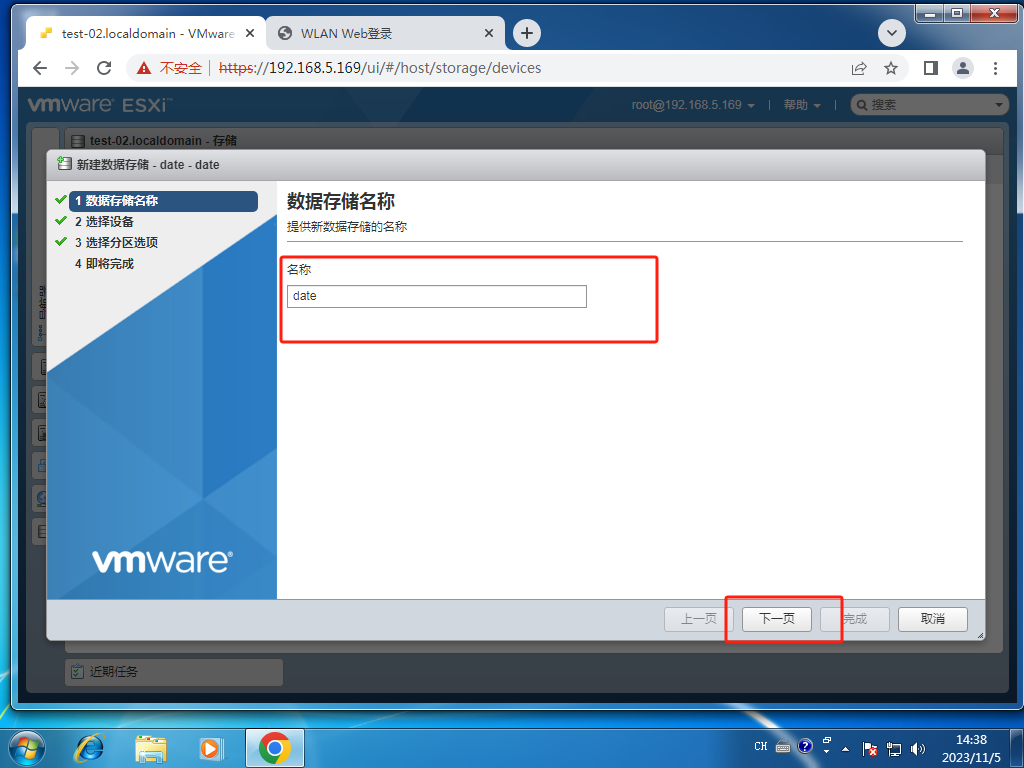 test-02.localdomain - VMware
WLAN Web登录
不安全
https://192.168.5.169/ui/#/host/storage/devices
vmware ESXi™
root@192.168.5.169
帮助
搜索
test-02.localdomain - 存储
新建数据存储 - date - date
1 数据存储名称
2 选择设备
3 选择分区选项
4 即将完成
数据存储名称
提供新数据存储的名称
名称
date
vmware®
上一页
下一页
完成
取消
近期任务
CH
14:38
2023/11/5